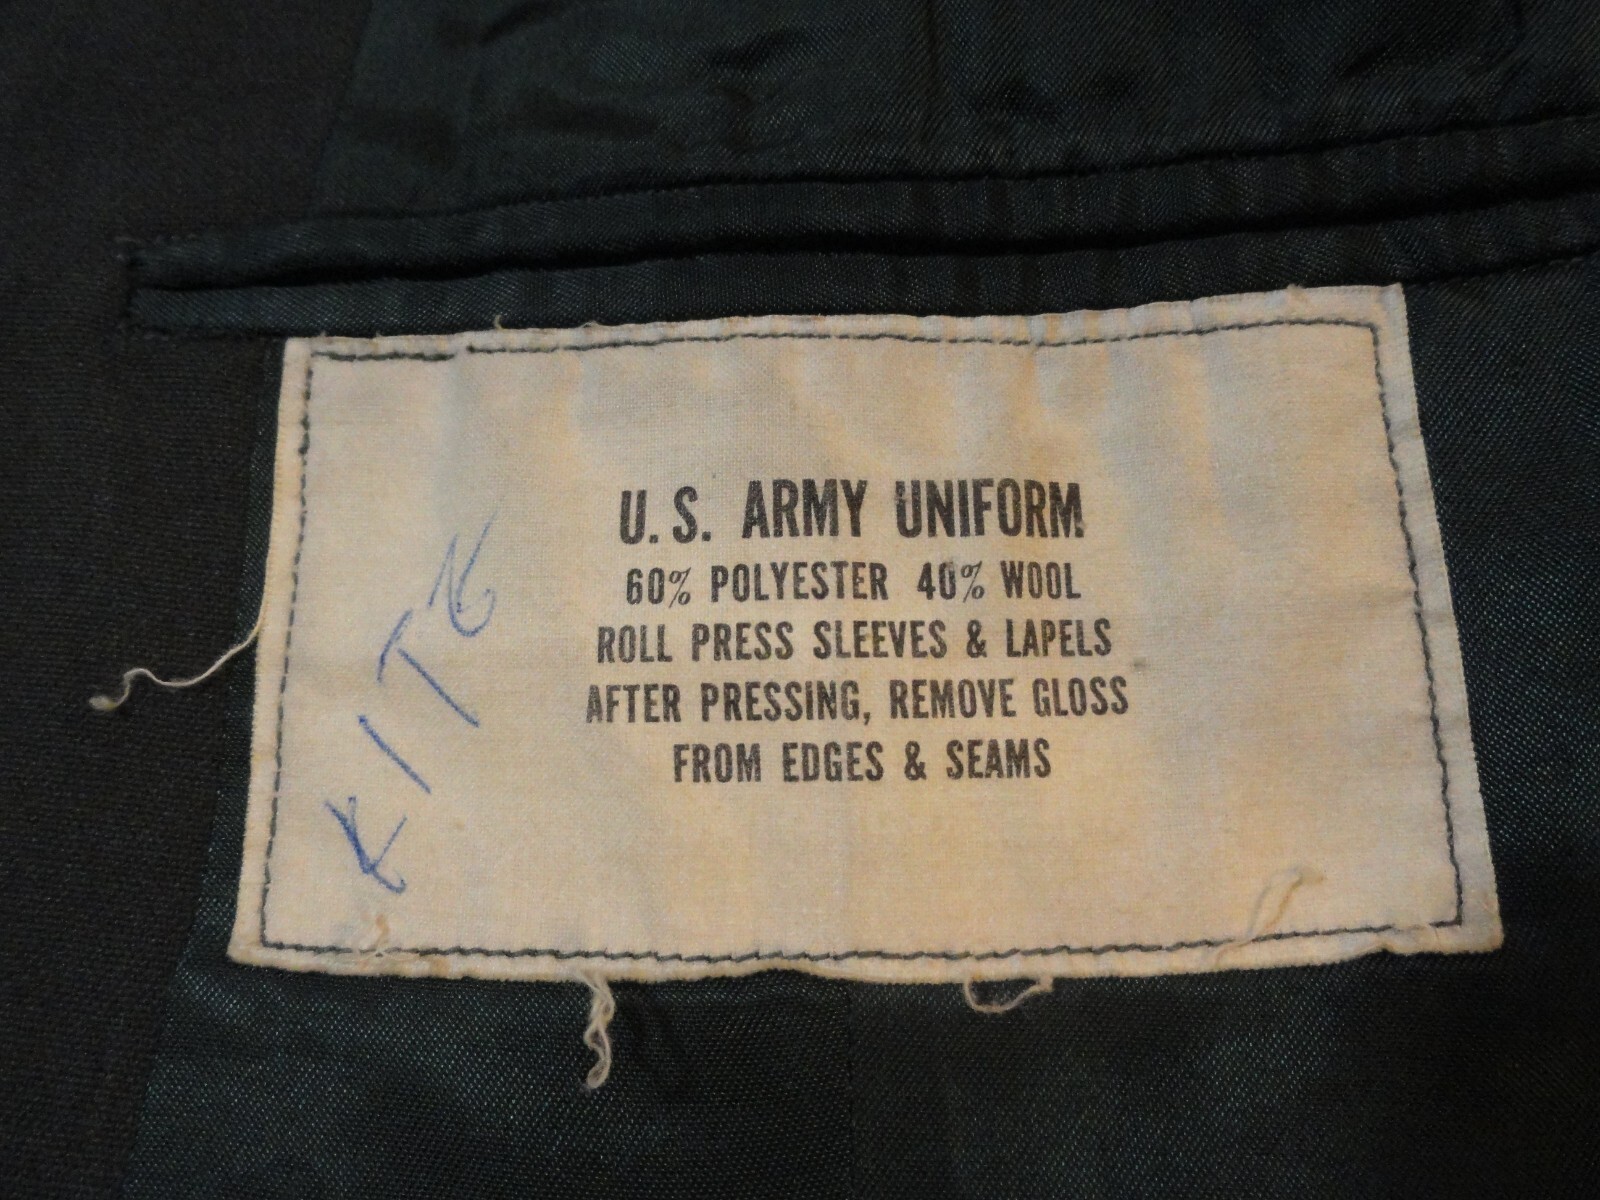 U.S. ARMY UNIFORM
60% POLYESTER 40% WOOL
ROLL PRESS SLEEVES & LAPELS
AFTER PRESSING, REMOVE GLOSS
FROM EDGES & SEAMS